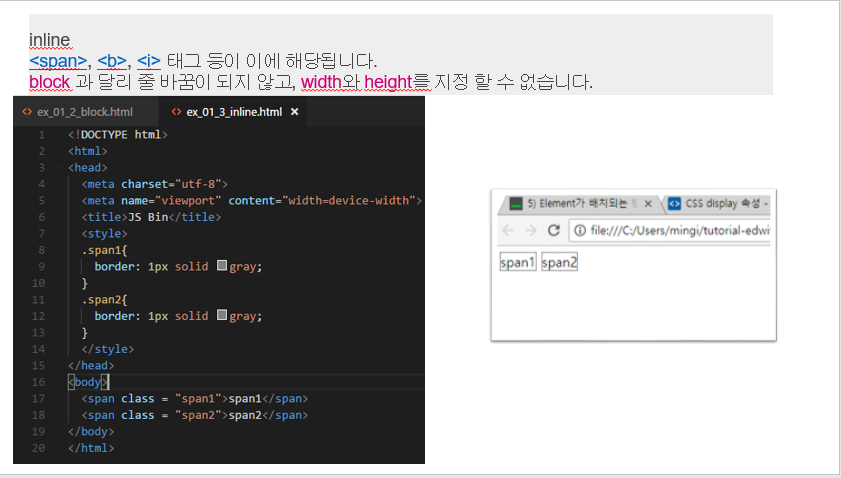 inline
<span>, <b>, <i> 태그 등이 이에 해당됩니다.
block 과 달리 줄 바꿈이 되지 않고, width와 height를 지정 할 수 없습니다.
ex_01_2_block.html ex_01_3_inline.html ×
1 <!DOCTYPE html>
2 <html>
3 <head>
4 <meta charset="utf-8">
5 <meta name="viewport" content="width=device-width">
6 <title>JS Bin</title>
7 <style>
8 .span1{
9 border: 1px solid gray;
10 }
11 .span2{
12 border: 1px solid gray;
13 }
14 </style>
15 </head>
16 <body>
17 <span class = "span1">span1</span>
18 <span class = "span2">span2</span>
19 </body>
20 </html>
5) Element가 배치되는 × CSS display 속성 -
file:///C:/Users/mingi/tutorial-edwi
span1 span2